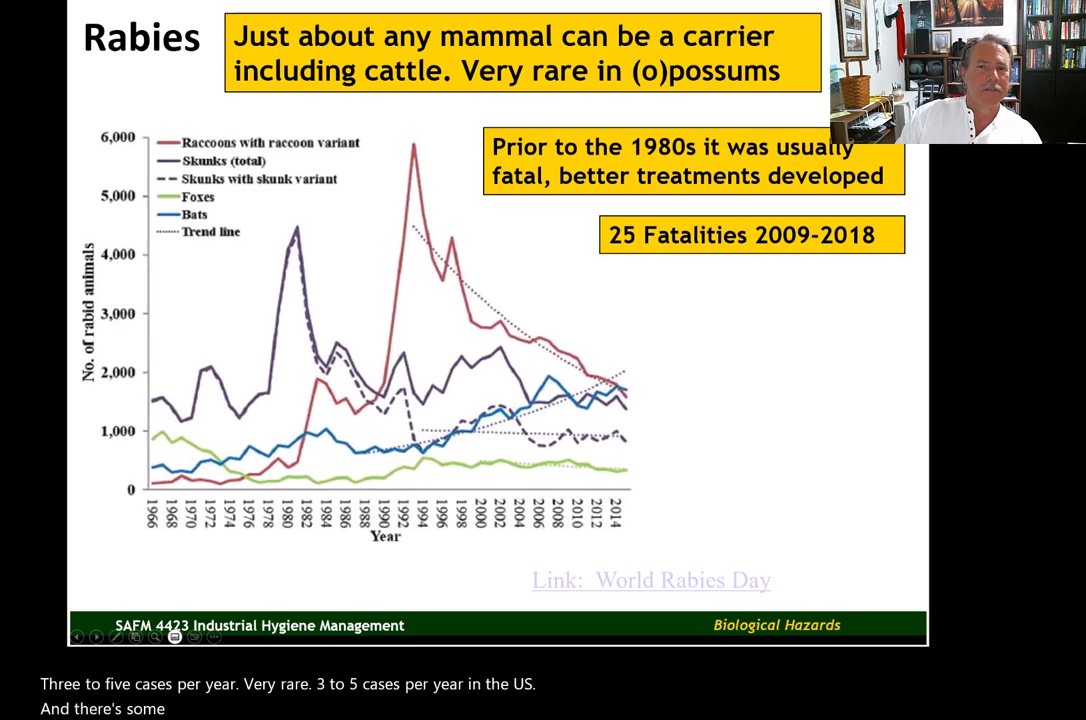 Rabies
Just about any mammal can be a carrier
including cattle. Very rare in (o)possums
Prior to the 1980s it was usually
fatal, better treatments developed
25 Fatalities 2009-2018
6,000
5,000
4,000
3,000
2,000
1,000
0
No. of rabid animals
Raccoons with raccoon variant
Skunks (total)
Skunks with skunk variant
Foxes
Bats
Trend line
1966 1968 1970 1972 1974 1976 1978 1980 1982 1984 1986 1988 1990 1992 1994 1996 1998 2000 2002 2004 2006 2008 2010 2012 2014
Year
Link: World Rabies Day
SAFM 4423 Industrial Hygiene Management
Biological Hazards
Three to five cases per year. Very rare. 3 to 5 cases per year in the US.
And there's some